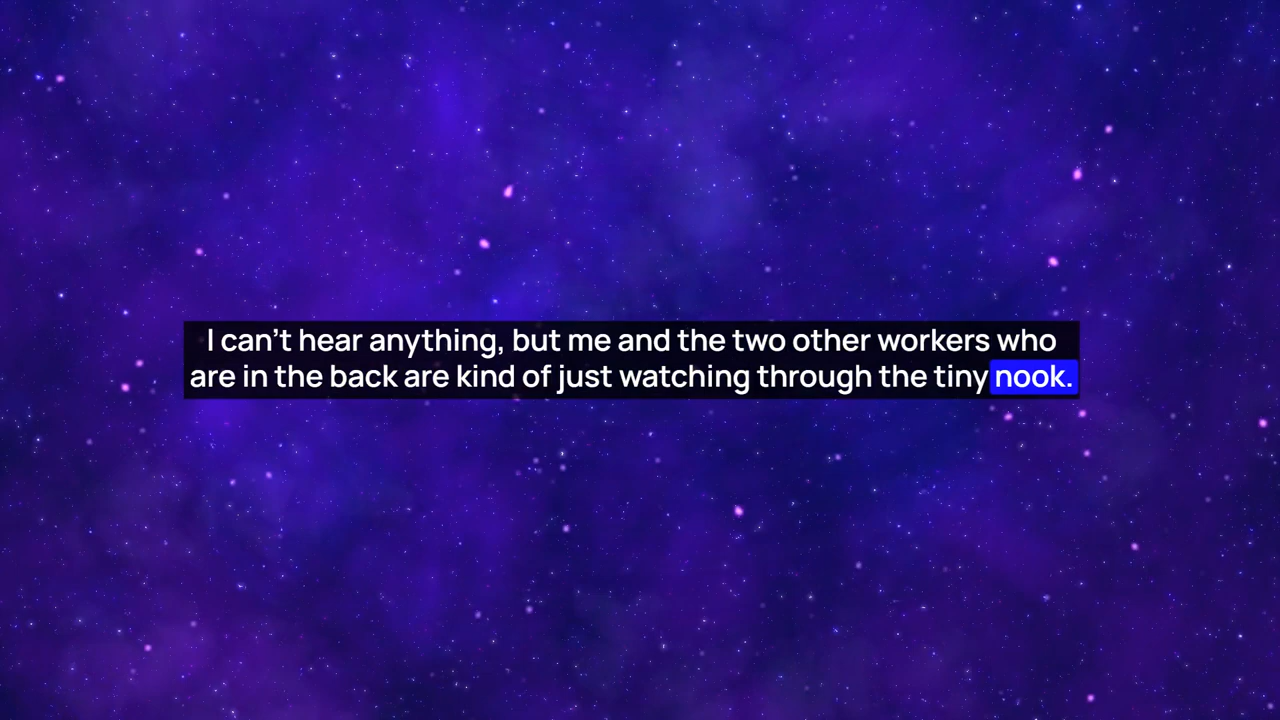 I can't hear anything, but me and the two other workers who
are in the back are kind of just watching through the tiny nook.